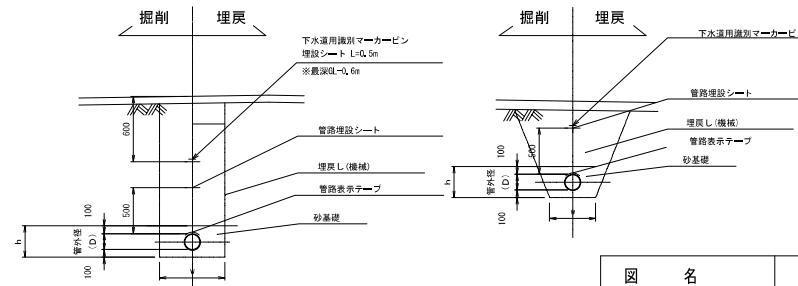 掘削 埋戻
下水道用識別マーカーピン
埋設シート L=0.5m
※最深GL-0.6m
600
管路埋設シート
埋戻し(機械)
500
管路表示テープ
100
砂基礎
h
管外径
(D)
100
掘削 埋戻
下水道用識別マーカーピ
管路埋設シート
埋戻し(機械)
500
管路表示テープ
100
砂基礎
h
管外径
(D)
100
図 名